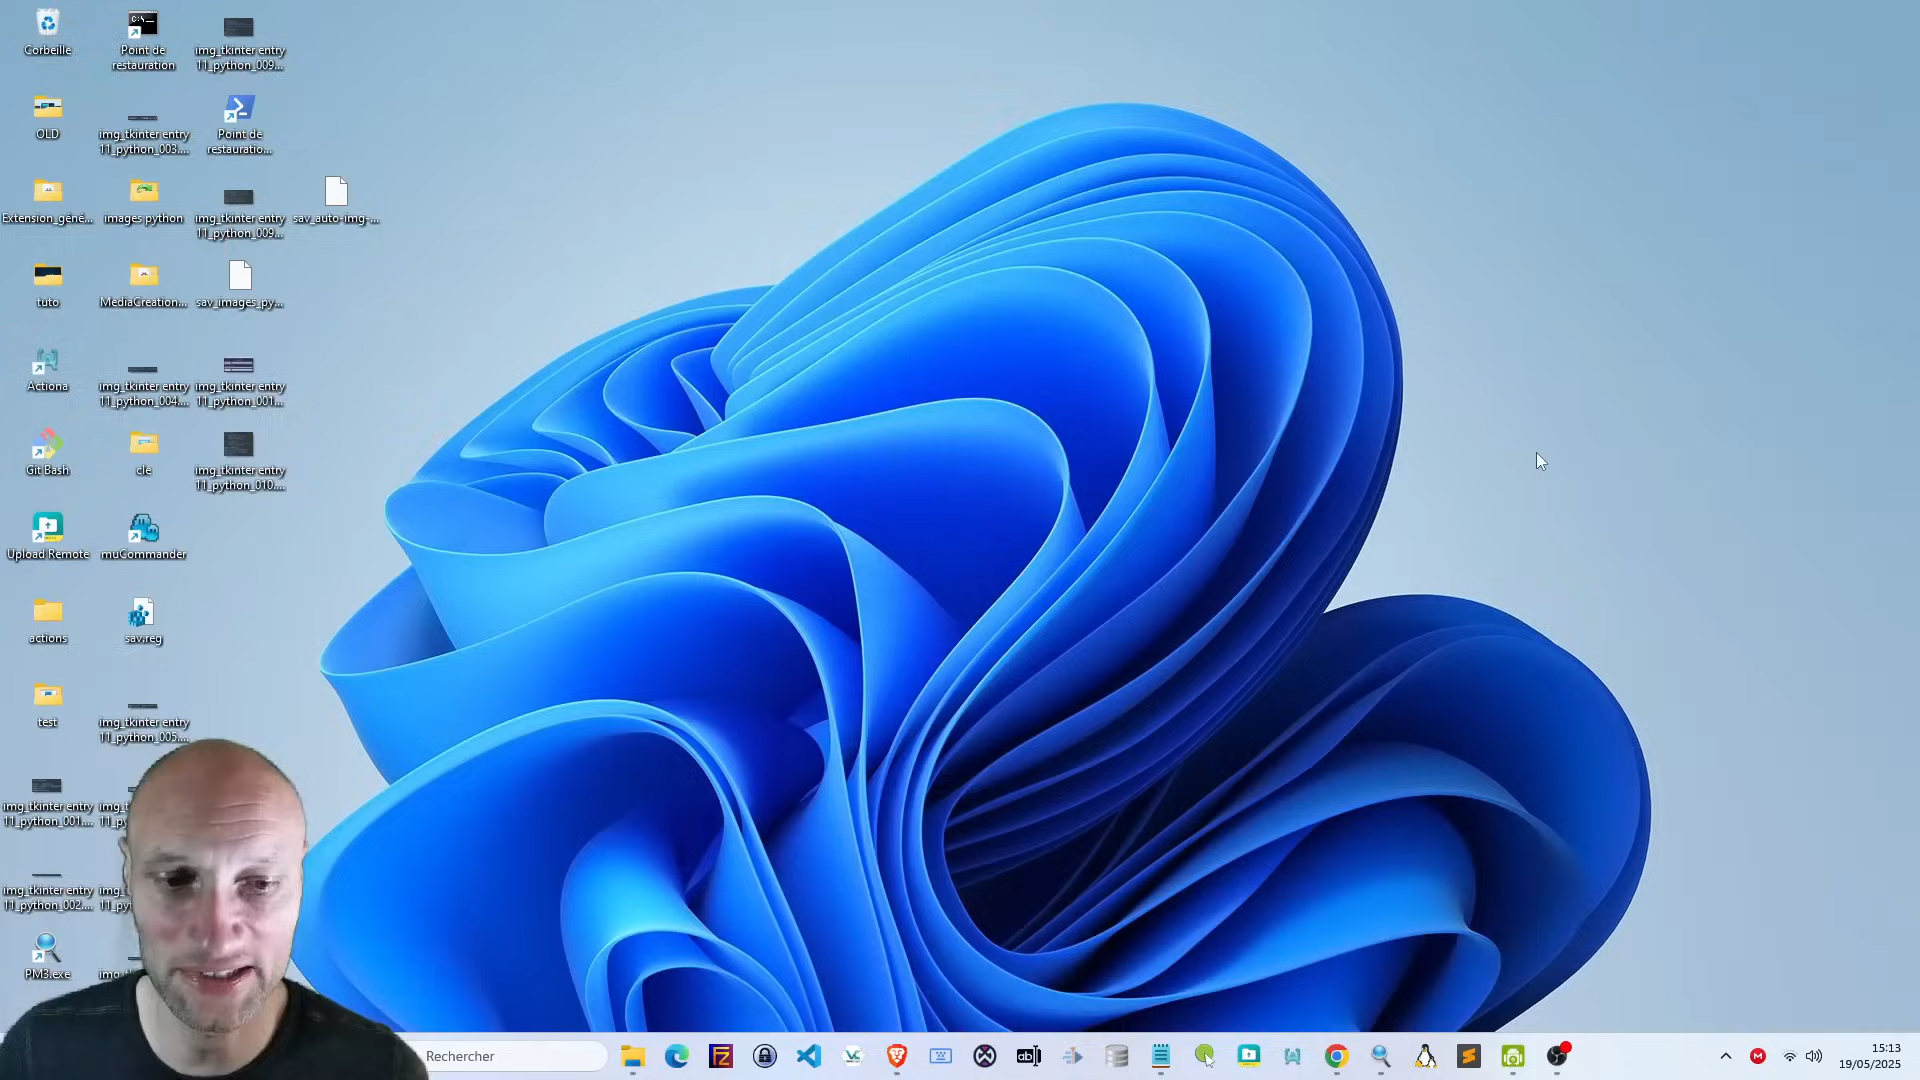 Corbeille
Point de
restauration
img_tkinter entry
11_python_009...
OLD
img_tkinter entry
11_python_003....
Point de
restauratio...
Extension_géné...
images python
img_tkinter entry
11_python_009...
sav_auto-img-...
tuto
MediaCreation...
sav_images_py...
Actiona
img_tkinter entry
11_python_004....
img_tkinter entry
11_python_001...
Git Bash
cle
img_tkinter entry
11_python_010....
Upload Remote
muCommander
actions
sav.reg
test
img_tkinter entry
11_python_005....
img_tkinter entry
11_python_001....
img_tkinter entry
11_python_002....
PM3.exe
Rechercher
15:13
19/05/2025